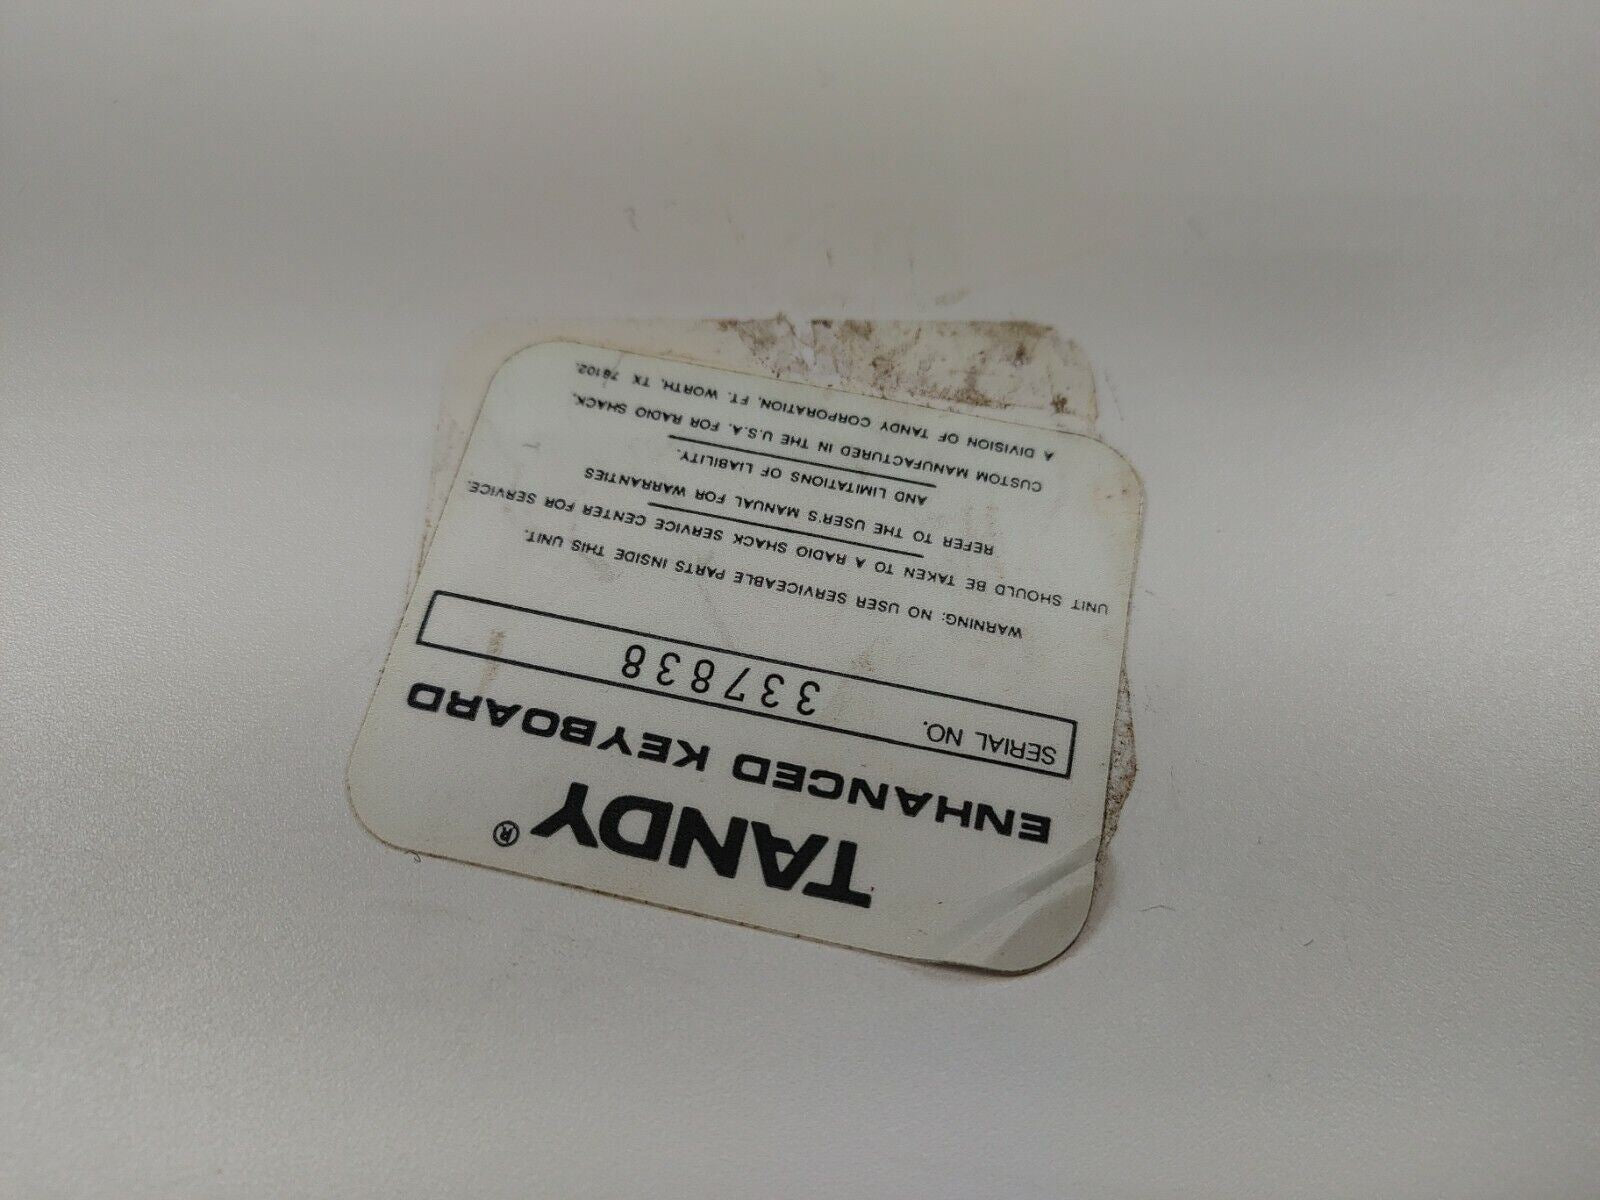 TANDY®
ENHANCED KEYBOARD
SERIAL NO. 337838
WARNING: NO USER SERVICEABLE PARTS INSIDE THIS UNIT.
UNIT SHOULD BE TAKEN TO A RADIO SHACK SERVICE CENTER FOR SERVICE.
REFER TO THE USER'S MANUAL FOR WARRANTIES
AND LIMITATIONS OF LIABILITY.
CUSTOM MANUFACTURED IN THE U.S.A. FOR RADIO SHACK,
A DIVISION OF TANDY CORPORATION, FT. WORTH, TX 76102.